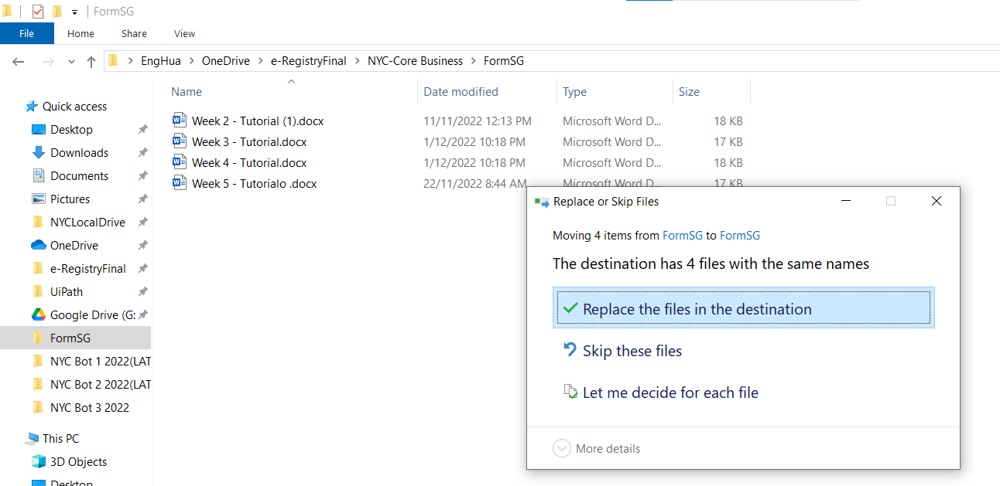 FormSG
File Home Share View
EngHua OneDrive e-RegistryFinal NYC-Core Business FormSG
Name Date modified Type Size
Week 2 - Tutorial (1).docx 11/11/2022 12:13 PM Microsoft Word D... 18 KB
Week 3 - Tutorial.docx 1/12/2022 10:18 PM Microsoft Word D... 17 KB
Week 4 - Tutorial.docx 1/12/2022 10:18 PM Microsoft Word D... 18 KB
Week 5 - Tutorialo .docx 22/11/2022 8:44 AM Microsoft Word D... 17 KB
Quick access
Desktop
Downloads
Documents
Pictures
NYCLocalDrive
OneDrive
e-RegistryFinal
UiPath
Google Drive (G:
FormSG
NYC Bot 1 2022(LAT
NYC Bot 2 2022(LAT
NYC Bot 3 2022
This PC
3D Objects
Desktop
Replace or Skip Files
Moving 4 items from FormSG to FormSG
The destination has 4 files with the same names
Replace the files in the destination
Skip these files
Let me decide for each file
More details